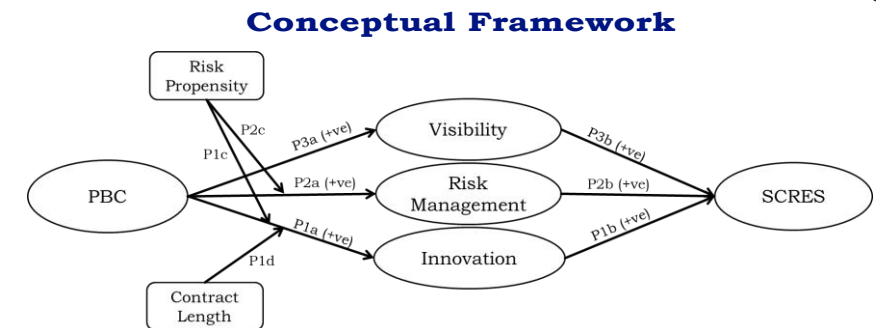 Conceptual Framework
Risk
Propensity
P2c
P1c
P3a (+ve)
Visibility
P3b (+ve)
PBC
P2a (+ve)
Risk
Management
P2b (+ve)
SCRES
P1a (+ve)
P1b (+ve)
Innovation
P1d
Contract
Length